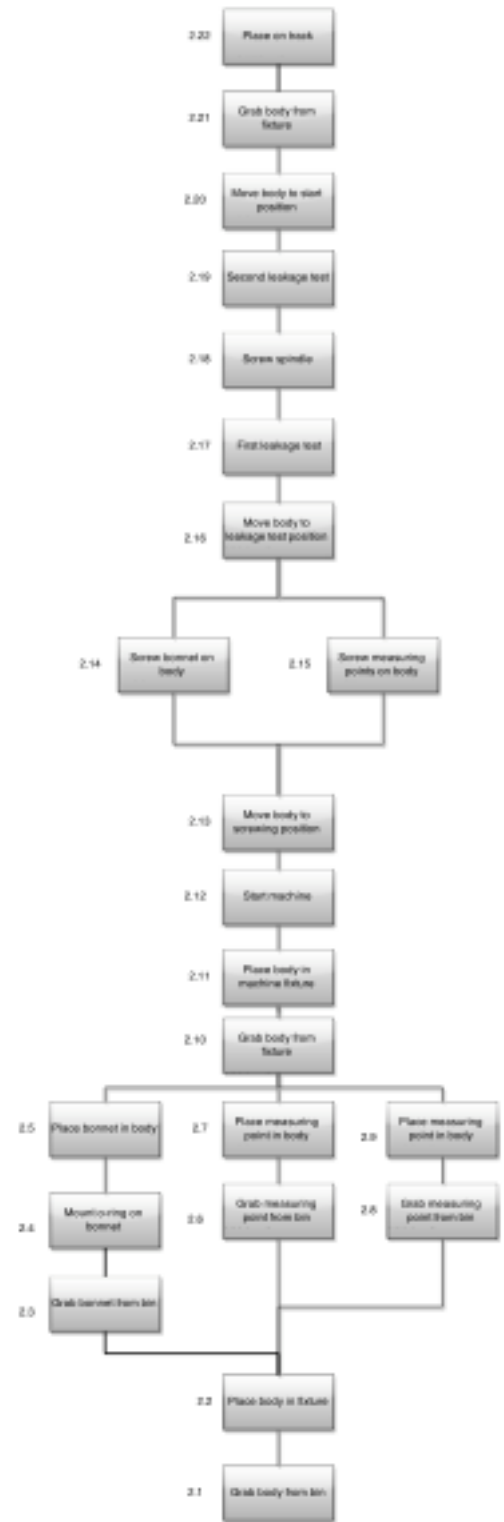 2.22
Place on
2.21
Grab body from
fixture
2.20
Move body to start
position
2.19
Second leakage test
2.18
Screw spindle
2.17
First leakage test
2.16
Move body to
leakage test position
2.14
Screw bonnet on
body
2.15
Screw measuring
points on body
2.13
Move body to
screwing position
2.12
Start machine
2.11
Place body in
machine fixture
2.10
Grab body from
fixture
2.5
Place bonnet in body
2.7
Place measuring
point in body
2.9
Place measuring
point in body
2.4
Mount o-ring on
bonnet
2.6
Grab measuring
point from bin
2.8
Grab measuring
point from bin
2.3
Grab bonnet from bin
2.2
Place body in fixture
2.1
Grab body from bin